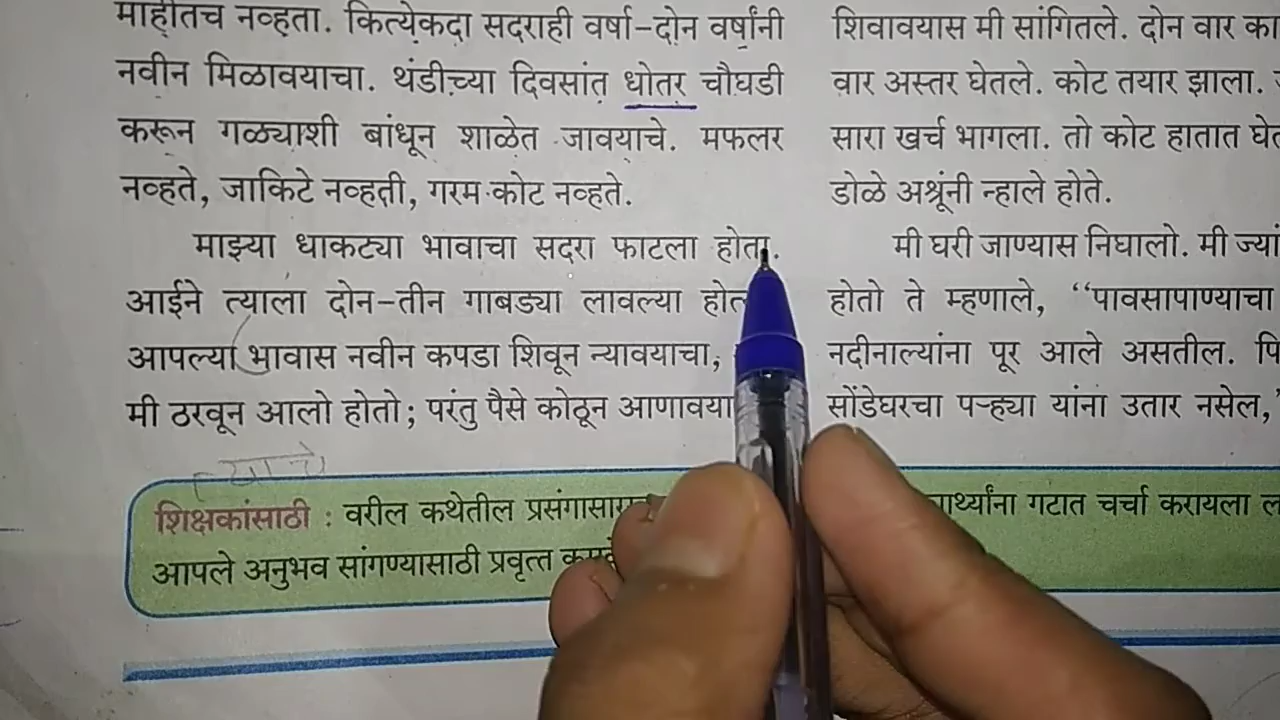 माहीतच नव्हता. कित्येकदा सदराही वर्षा-दोन वर्षांनी
नवीन मिळावयाचा. थंडीच्या दिवसांत धोतर चौघडी
करून गळ्याशी बांधून शाळेत जावयाचे. मफलर
नव्हते, जाकिटे नव्हती, गरम कोट नव्हते.
माझ्या धाकट्या भावाचा सदरा फाटला होता.
आईने त्याला दोन-तीन गाबड्या लावल्या
आपल्या भावास नवीन कपडा शिवून न्यावयाचा,
मी ठरवून आलो होतो; परंतु पैसे कोठून
शिवावयास मी सांगितले. दोन वार
वार अस्तर घेतले. कोट तयार झाला.
सारा खर्च भागला. तो कोट हातात
डोळे अश्रूंनी न्हाले होते.
मी घरी जाण्यास निघालो. मी
होतो ते म्हणाले, “पावसापाण्याचा
नदीनाल्यांना पूर आले असतील.
सोंडेघरचा पऱ्ह्या यांना उतार नसेल,
त्याचे
शिक्षकांसाठी : वरील कथेतील गटात चर्चा करायला
आपले अनुभव सांगण्यासाठी प्रवृत्त